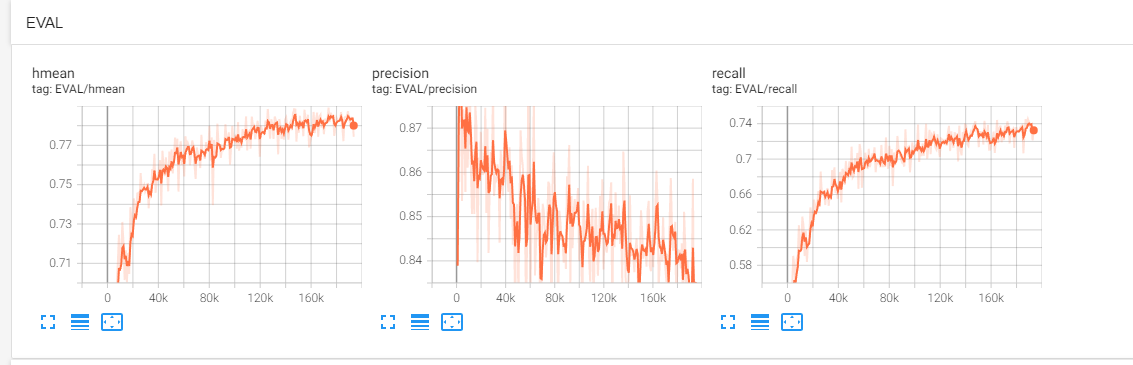 EVAL
hmean
tag: EVAL/hmean
0.77
0.75
0.73
0.71
0 40k 80k 120k 160k
precision
tag: EVAL/precision
0.87
0.86
0.85
0.84
0 40k 80k 120k 160k
recall
tag: EVAL/recall
0.74
0.7
0.66
0.62
0.58
0 40k 80k 120k 160k